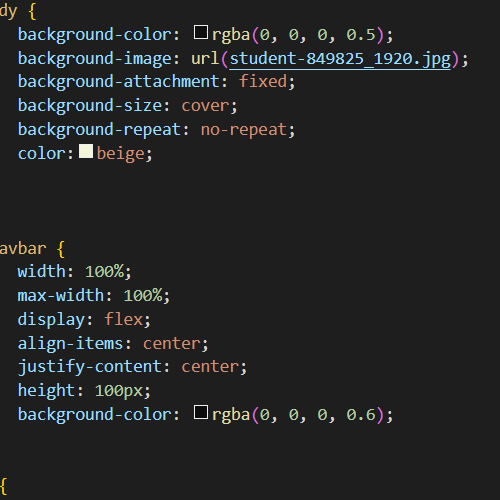 dy {
background-color: rgba(0, 0, 0, 0.5);
background-image: url(student-849825_1920.jpg);
background-attachment: fixed;
background-size: cover;
background-repeat: no-repeat;
color: beige;
avbar {
width: 100%;
max-width: 100%;
display: flex;
align-items: center;
justify-content: center;
height: 100px;
background-color: rgba(0, 0, 0, 0.6);
{